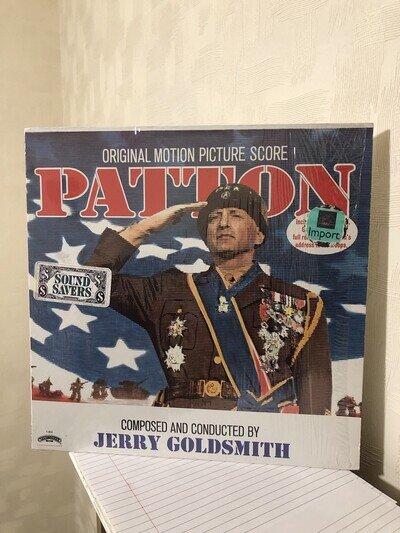 ORIGINAL MOTION PICTURE SCORE
PATTON
Import
SOUND
SAVERS
COMPOSED AND CONDUCTED BY
JERRY GOLDSMITH